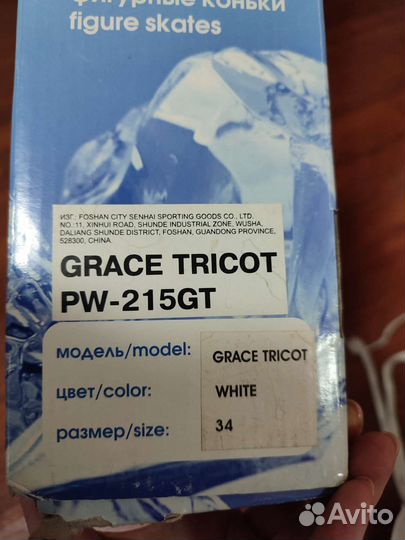 фигурные коньки
figure skates
ИЗГ.: FOSHAN CITY SENHAI SPORTING GOODS CO., LTD.
NO.:11, XINHUI ROAD, SHUNDE INDUSTRIAL ZONE, WUSHA,
DALIANG SHUNDE DISTRICT, FOSHAN, GUANDONG PROVINCE,
528300, CHINA.
GRACE TRICOT
PW-215GT
модель/model: GRACE TRICOT
цвет/color: WHITE
размер/size: 34
Avito